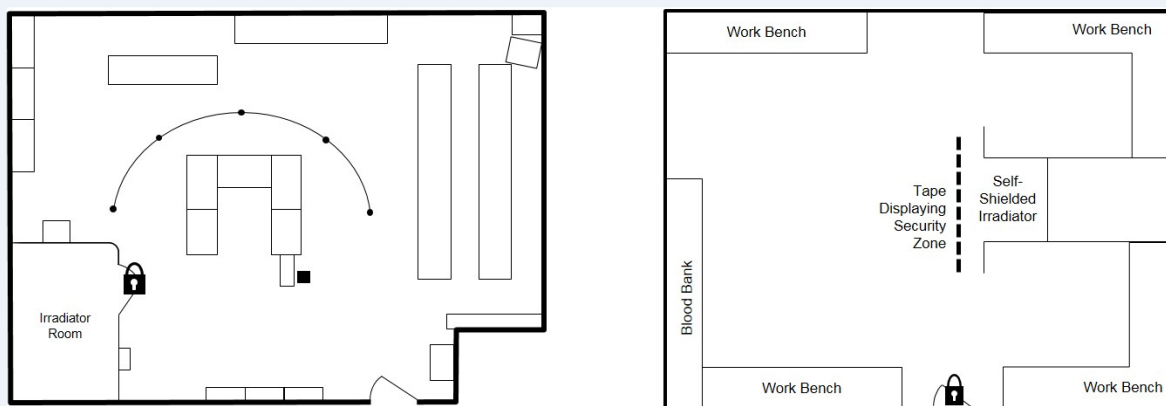 Irradiator
Room
Work Bench
Work Bench
Tape
Displaying
Security
Zone
Self-
Shielded
Irradiator
Blood Bank
Work Bench
Work Bench